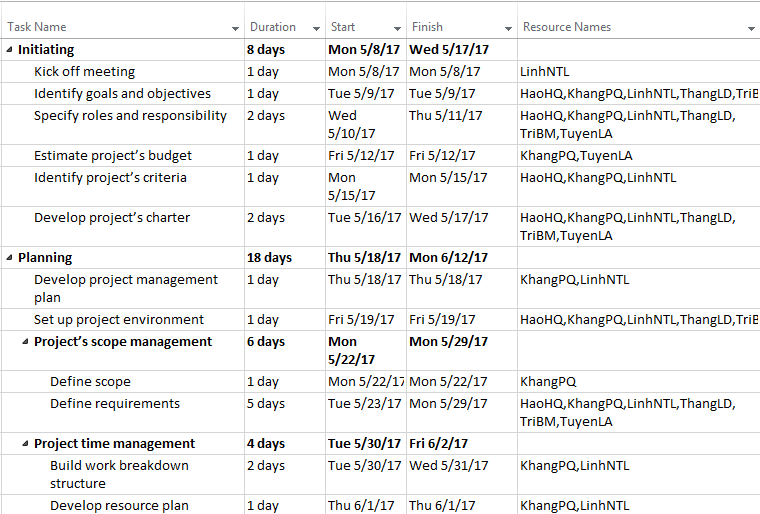 Task Name Duration Start Finish Resource Names
Initiating 8 days Mon 5/8/17 Wed 5/17/17
Kick off meeting 1 day Mon 5/8/17 Mon 5/8/17 LinhNTL
Identify goals and objectives 1 day Tue 5/9/17 Tue 5/9/17 HaoHQ,KhangPQ,LinhNTL,ThangLD,TriB
Specify roles and responsibility 2 days Wed Thu 5/11/17 HaoHQ,KhangPQ,LinhNTL,ThangLD,
5/10/17 TriBM,TuyenLA
Estimate project's budget 1 day Fri 5/12/17 Fri 5/12/17 KhangPQ,TuyenLA
Identify project's criteria 1 day Mon Mon 5/15/17 HaoHQ,KhangPQ,LinhNTL
5/15/17
Develop project's charter 2 days Tue 5/16/17 Wed 5/17/17 HaoHQ,KhangPQ,LinhNTL,ThangLD,
TriBM,TuyenLA
Planning 18 days Thu 5/18/17 Mon 6/12/17
Develop project management 1 day Thu 5/18/17 Thu 5/18/17 KhangPQ,LinhNTL
plan
Set up project environment 1 day Fri 5/19/17 Fri 5/19/17 HaoHQ,KhangPQ,LinhNTL,ThangLD,TriB
Project's scope management 6 days Mon Mon 5/29/17
5/22/17
Define scope 1 day Mon 5/22/17 Mon 5/22/17 KhangPQ
Define requirements 5 days Tue 5/23/17 Mon 5/29/17 HaoHQ,KhangPQ,LinhNTL,ThangLD,
TriBM,TuyenLA
Project time management 4 days Tue 5/30/17 Fri 6/2/17
Build work breakdown 2 days Tue 5/30/17 Wed 5/31/17 KhangPQ,LinhNTL
structure
Develop resource plan 1 day Thu 6/1/17 Thu 6/1/17 KhangPQ,LinhNTL